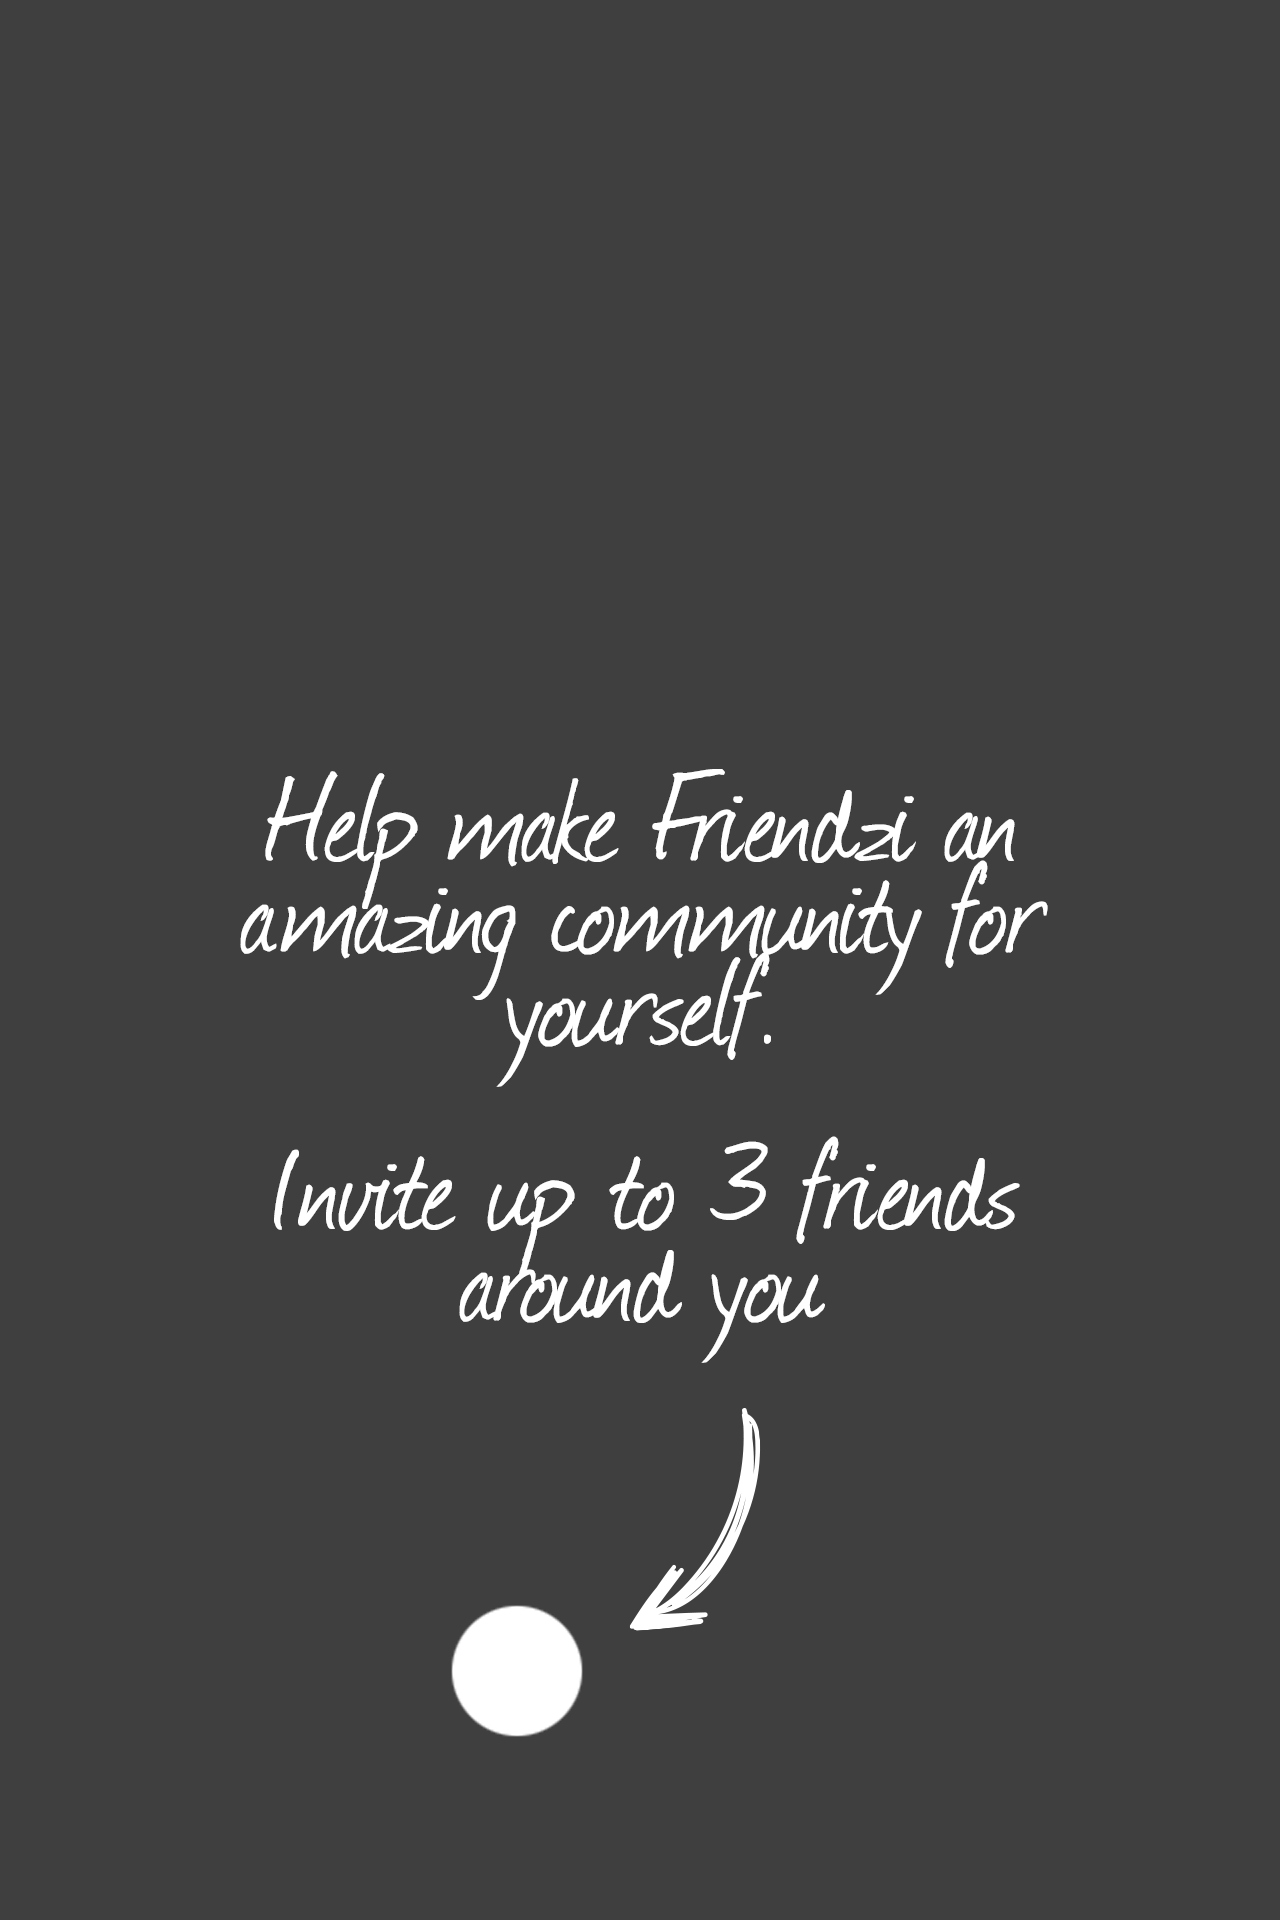 Help make Friendzi an
amazing community for
yourself.
Invite up to 3 friends
around you